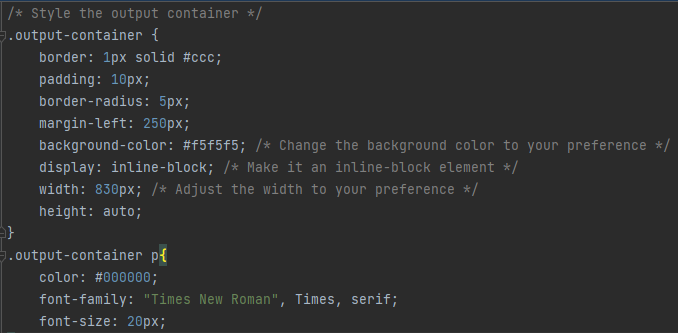 /* Style the output container */
.output-container {
    border: 1px solid #ccc;
    padding: 10px;
    border-radius: 5px;
    margin-left: 250px;
    background-color: #f5f5f5; /* Change the background color to your preference */
    display: inline-block; /* Make it an inline-block element */
    width: 830px; /* Adjust the width to your preference */
    height: auto;
}
.output-container p{
    color: #000000;
    font-family: "Times New Roman", Times, serif;
    font-size: 20px;